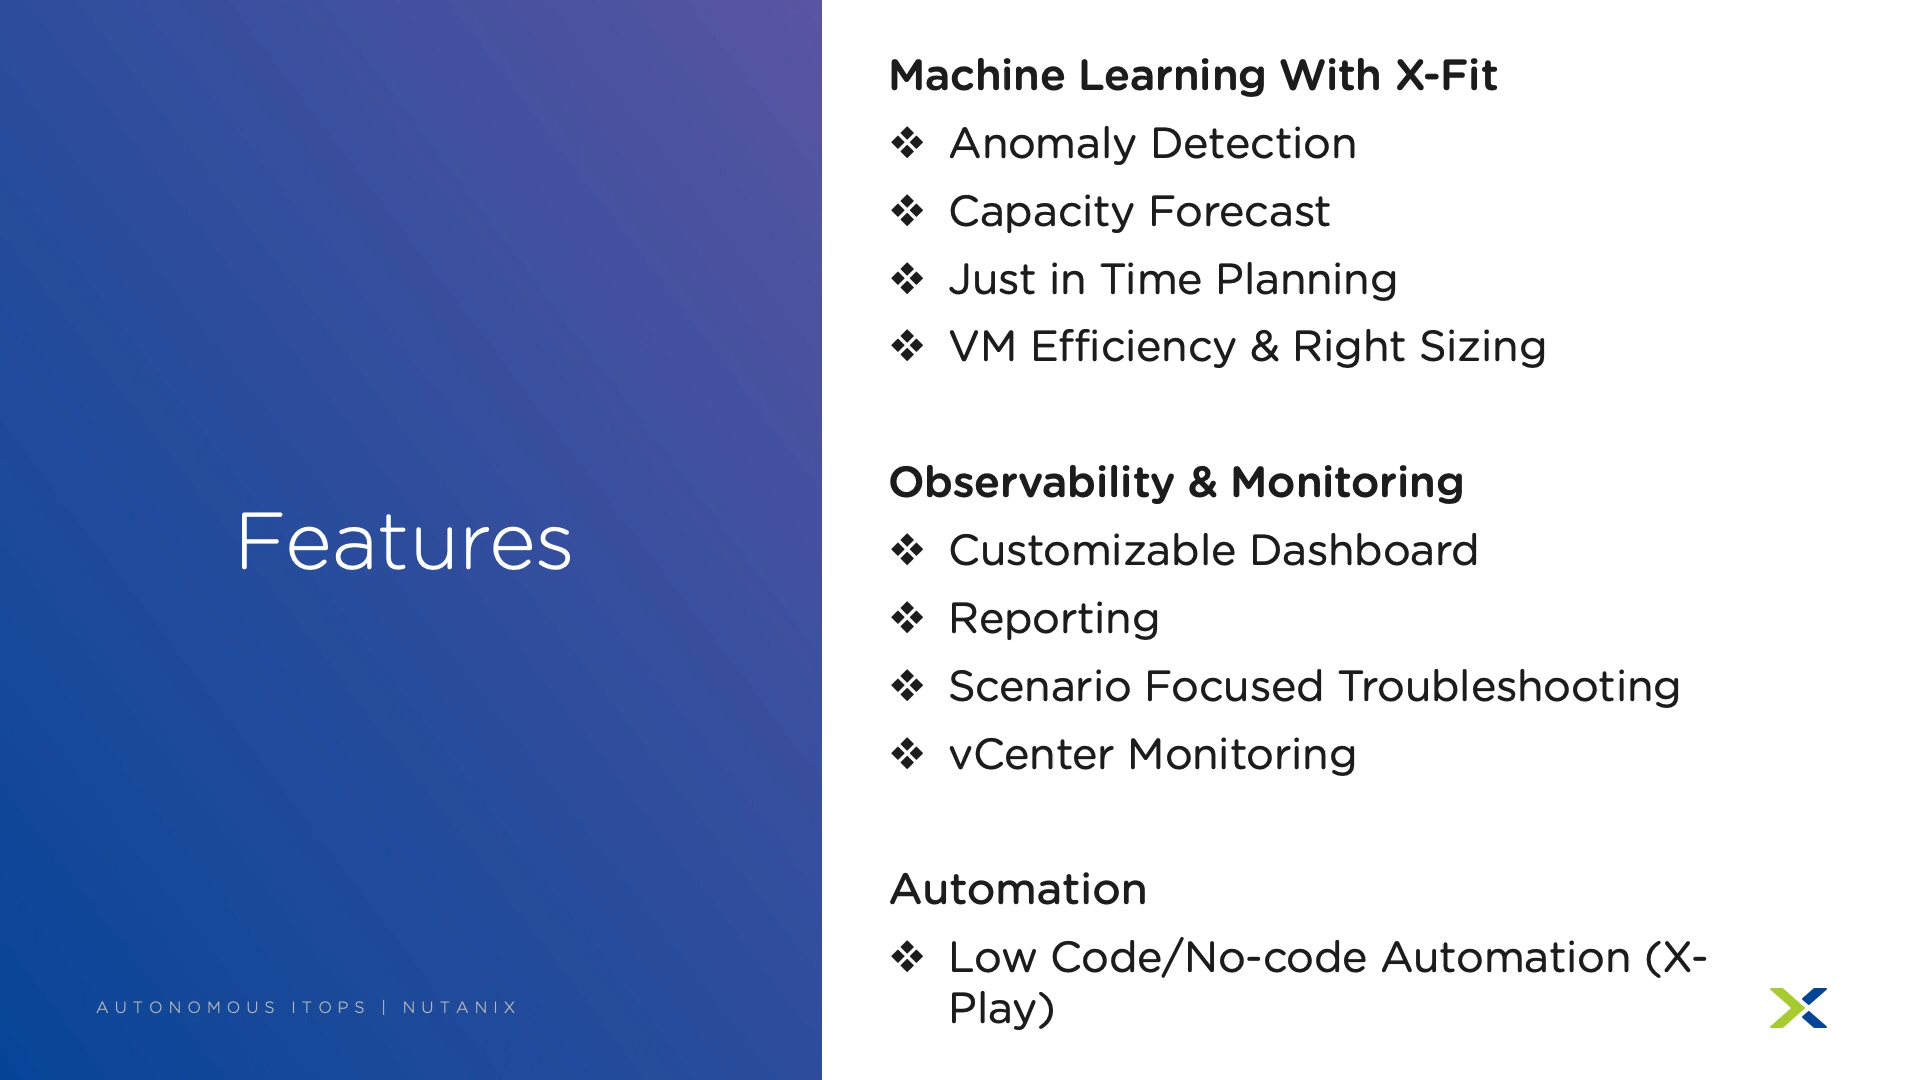 Features
AUTONOMOUS ITOPS | NUTANIX
Machine Learning With X-Fit
❖ Anomaly Detection
❖ Capacity Forecast
❖ Just in Time Planning
❖ VM Efficiency & Right Sizing
Observability & Monitoring
❖ Customizable Dashboard
❖ Reporting
❖ Scenario Focused Troubleshooting
❖ vCenter Monitoring
Automation
❖ Low Code/No-code Automation (X-
Play)